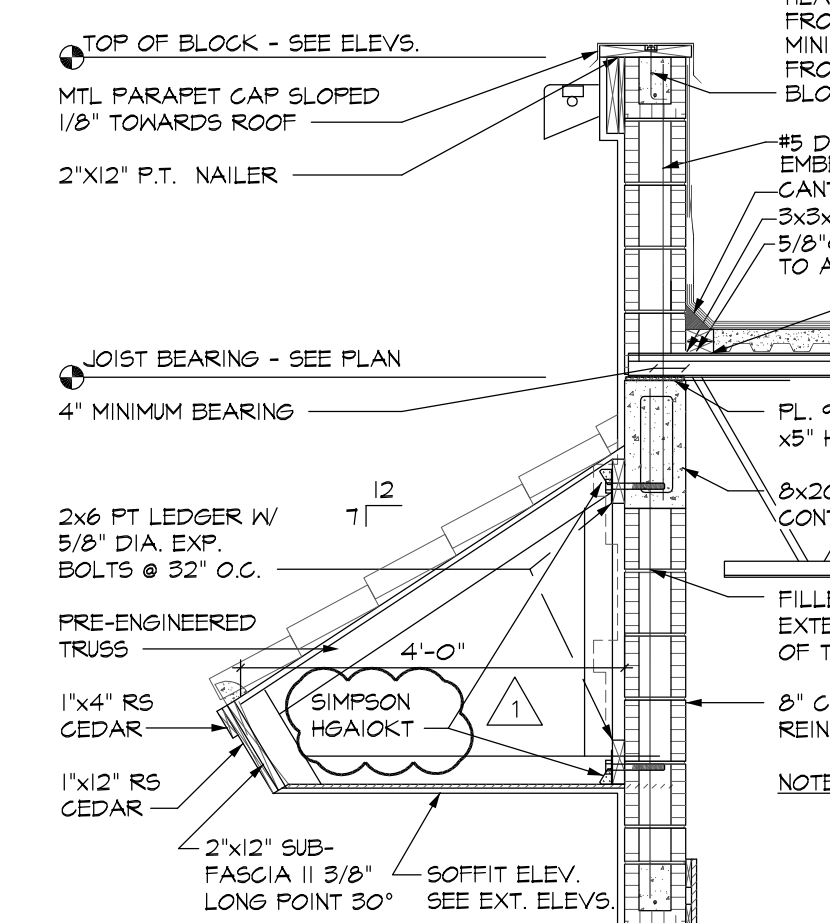 TOP OF BLOCK - SEE ELEVS.
MTL PARAPET CAP SLOPED
1/8" TOWARDS ROOF
2"X12" P.T. NAILER
JOIST BEARING - SEE PLAN
4" MINIMUM BEARING
12
7
2x6 PT LEDGER W/
5/8" DIA. EXP.
BOLTS @ 32" O.C.
PRE-ENGINEERED
TRUSS
4'-0"
SIMPSON
HGA10KT
1
1"x4" RS
CEDAR
1"x12" RS
CEDAR
2"x12" SUB-
FASCIA 11 3/8"
LONG POINT 30°
SOFFIT ELEV.
SEE EXT. ELEVS.
FRO
MINI
FRO
BLO
#5 D
EMBE
CANT
3x3x
5/8"
TO A
PL.
x5" H
8x20
CONT
FILLE
EXTE
OF T
8" C
REIN
NOTE